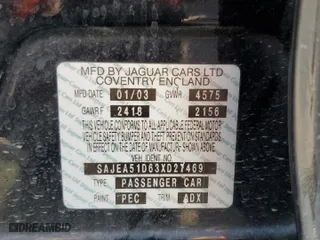 MFD BY JAGUAR CARS LTD
COVENTRY ENGLAND
MFD DATE 01/03 GVWR 4575
GAWR F 2418 R 2156
THIS VEHICLE CONFORMS TO ALL
APPLICABLE FEDERAL MOTOR
VEHICLE SAFETY BUMPER AND THEFT
PREVENTION STANDARDS IN
EFFECT ON THE DATE OF
MANUFACTURE SHOWN ABOVE
VEH IDENT
SAJEA51D63XD27469
TYPE PASSENGER CAR
PAINT PEC TRIM ADX
DREAMBID